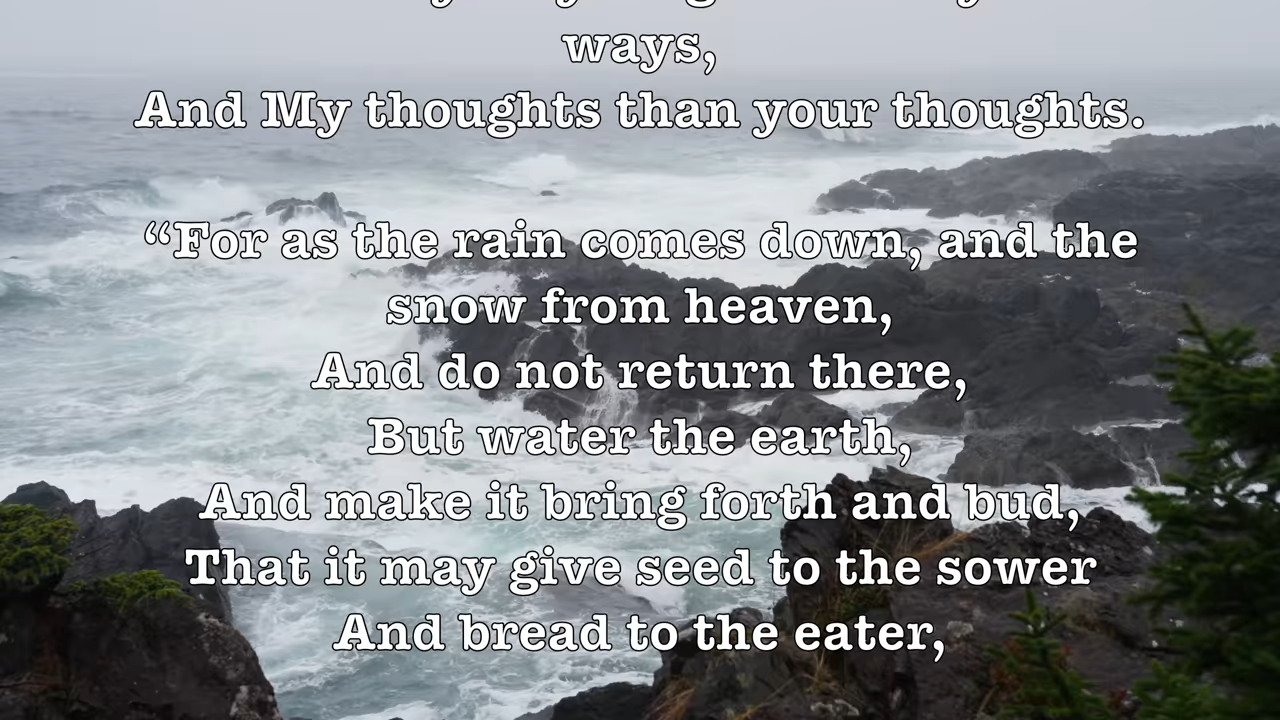 ways,
And My thoughts than your thoughts.
“For as the rain comes down, and the
snow from heaven,
And do not return there,
But water the earth,
And make it bring forth and bud,
That it may give seed to the sower
And bread to the eater,